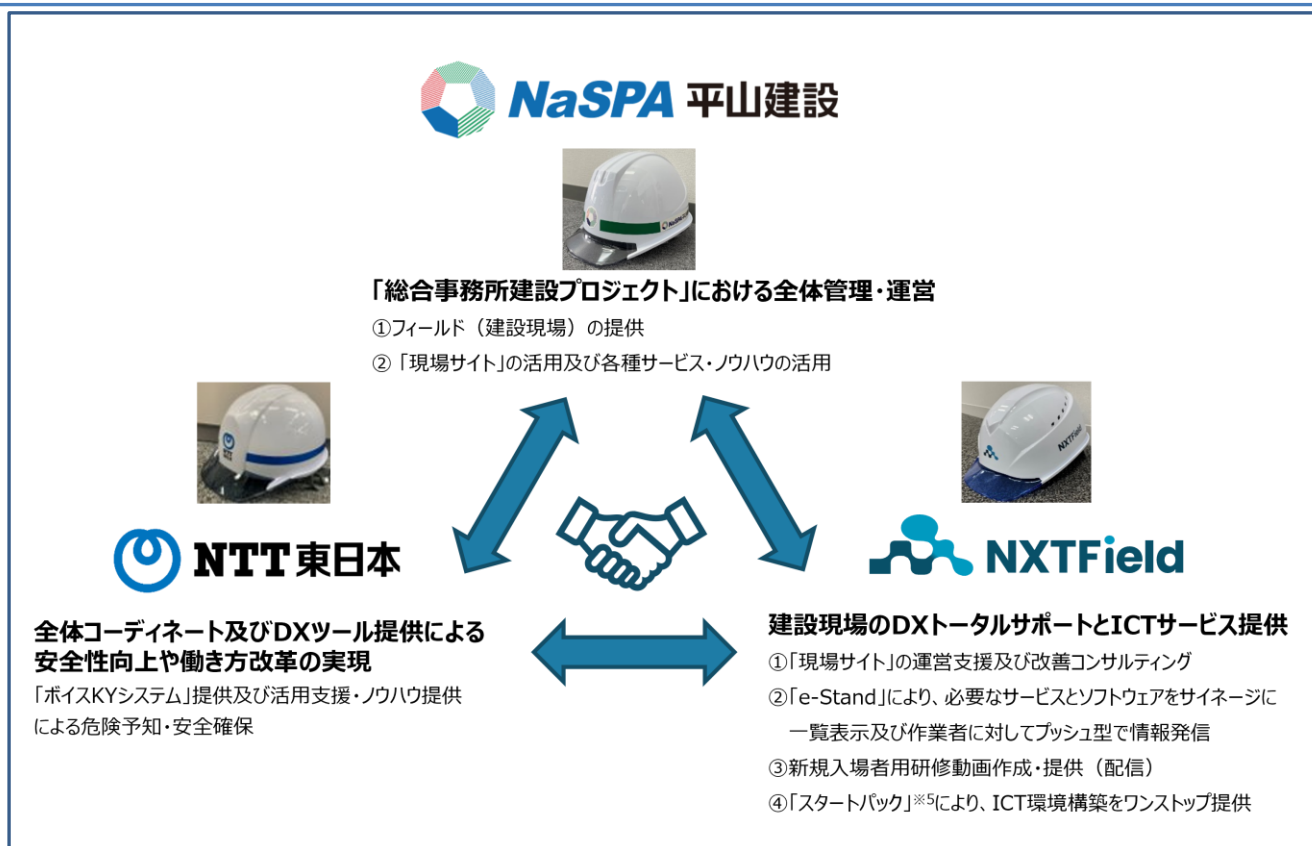 NaSPA 平山建設
NaSPA
「総合事務所建設プロジェクト」における全体管理・運営
①フィールド（建設現場）の提供
②「現場サイト」の活用及び各種サービス・ノウハウの活用
NTT
NXTField
NTT東日本
NXTField
全体コーディネート及びDXツール提供による
安全性向上や働き方改革の実現
「ボイスKYシステム」提供及び活用支援・ノウハウ提供
による危険予知・安全確保
建設現場のDXトータルサポートとICTサービス提供
①「現場サイト」の運営支援及び改善コンサルティング
②「e-Stand」により、必要なサービスとソフトウェアをサイネージに
一覧表示及び作業者に対してプッシュ型で情報発信
③新規入場者用研修動画作成・提供（配信）
④「スタートパック」※5により、ICT環境構築をワンストップ提供